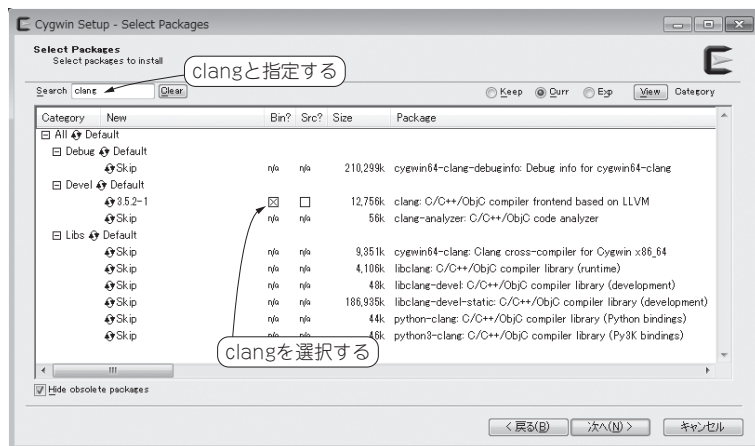 Cygwin Setup - Select Packages
Select Packages
Select packages to install
clangと指定する
Search clang Clear Keep Curr Exp View Category
Category New Bin? Src? Size Package
All Default
Debug Default
Skip n/a n/a 210,299k cygwin64-clang-debuginfo: Debug info for cygwin64-clang
Devel Default
3.5.2-1 12,756k clang: C/C++/ObjC compiler frontend based on LLVM
Skip n/a n/a 56k clang-analyzer: C/C++/ObjC code analyzer
Libs Default
Skip n/a n/a 9,351k cygwin64-clang: Clang cross-compiler for Cygwin x86_64
Skip n/a n/a 4,106k libclang: C/C++/ObjC compiler library (runtime)
Skip n/a n/a 48k libclang-devel: C/C++/ObjC compiler library (development)
Skip n/a n/a 186,935k libclang-devel-static: C/C++/ObjC compiler library (development)
Skip n/a n/a 44k python-clang: C/C++/ObjC compiler library (Python bindings)
Skip n/a n/a 46k python3-clang: C/C++/ObjC compiler library (Py3K bindings)
clangを選択する
Hide obsolete packages
< 戻る(B) 次へ(N) > キャンセル